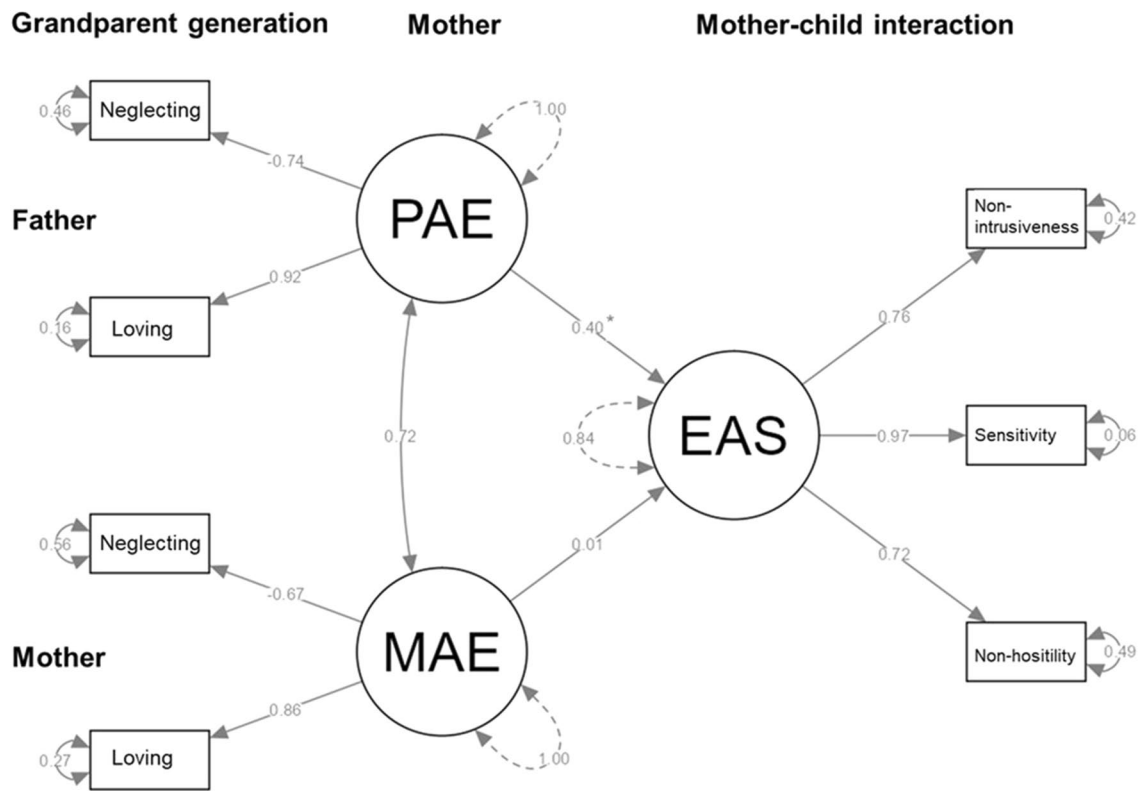 Grandparent generation Mother Mother-child interaction
0.46 Neglecting
1.00
-0.74
PAE
Non-
intrusiveness
0.42
Father
0.92
0.16 Loving
0.76
0.40*
0.72
0.84
EAS
0.97
Sensitivity
0.06
0.56 Neglecting
0.01
0.72
-0.67
MAE
Mother
Non-hositility
0.49
0.86
0.27 Loving
1.00